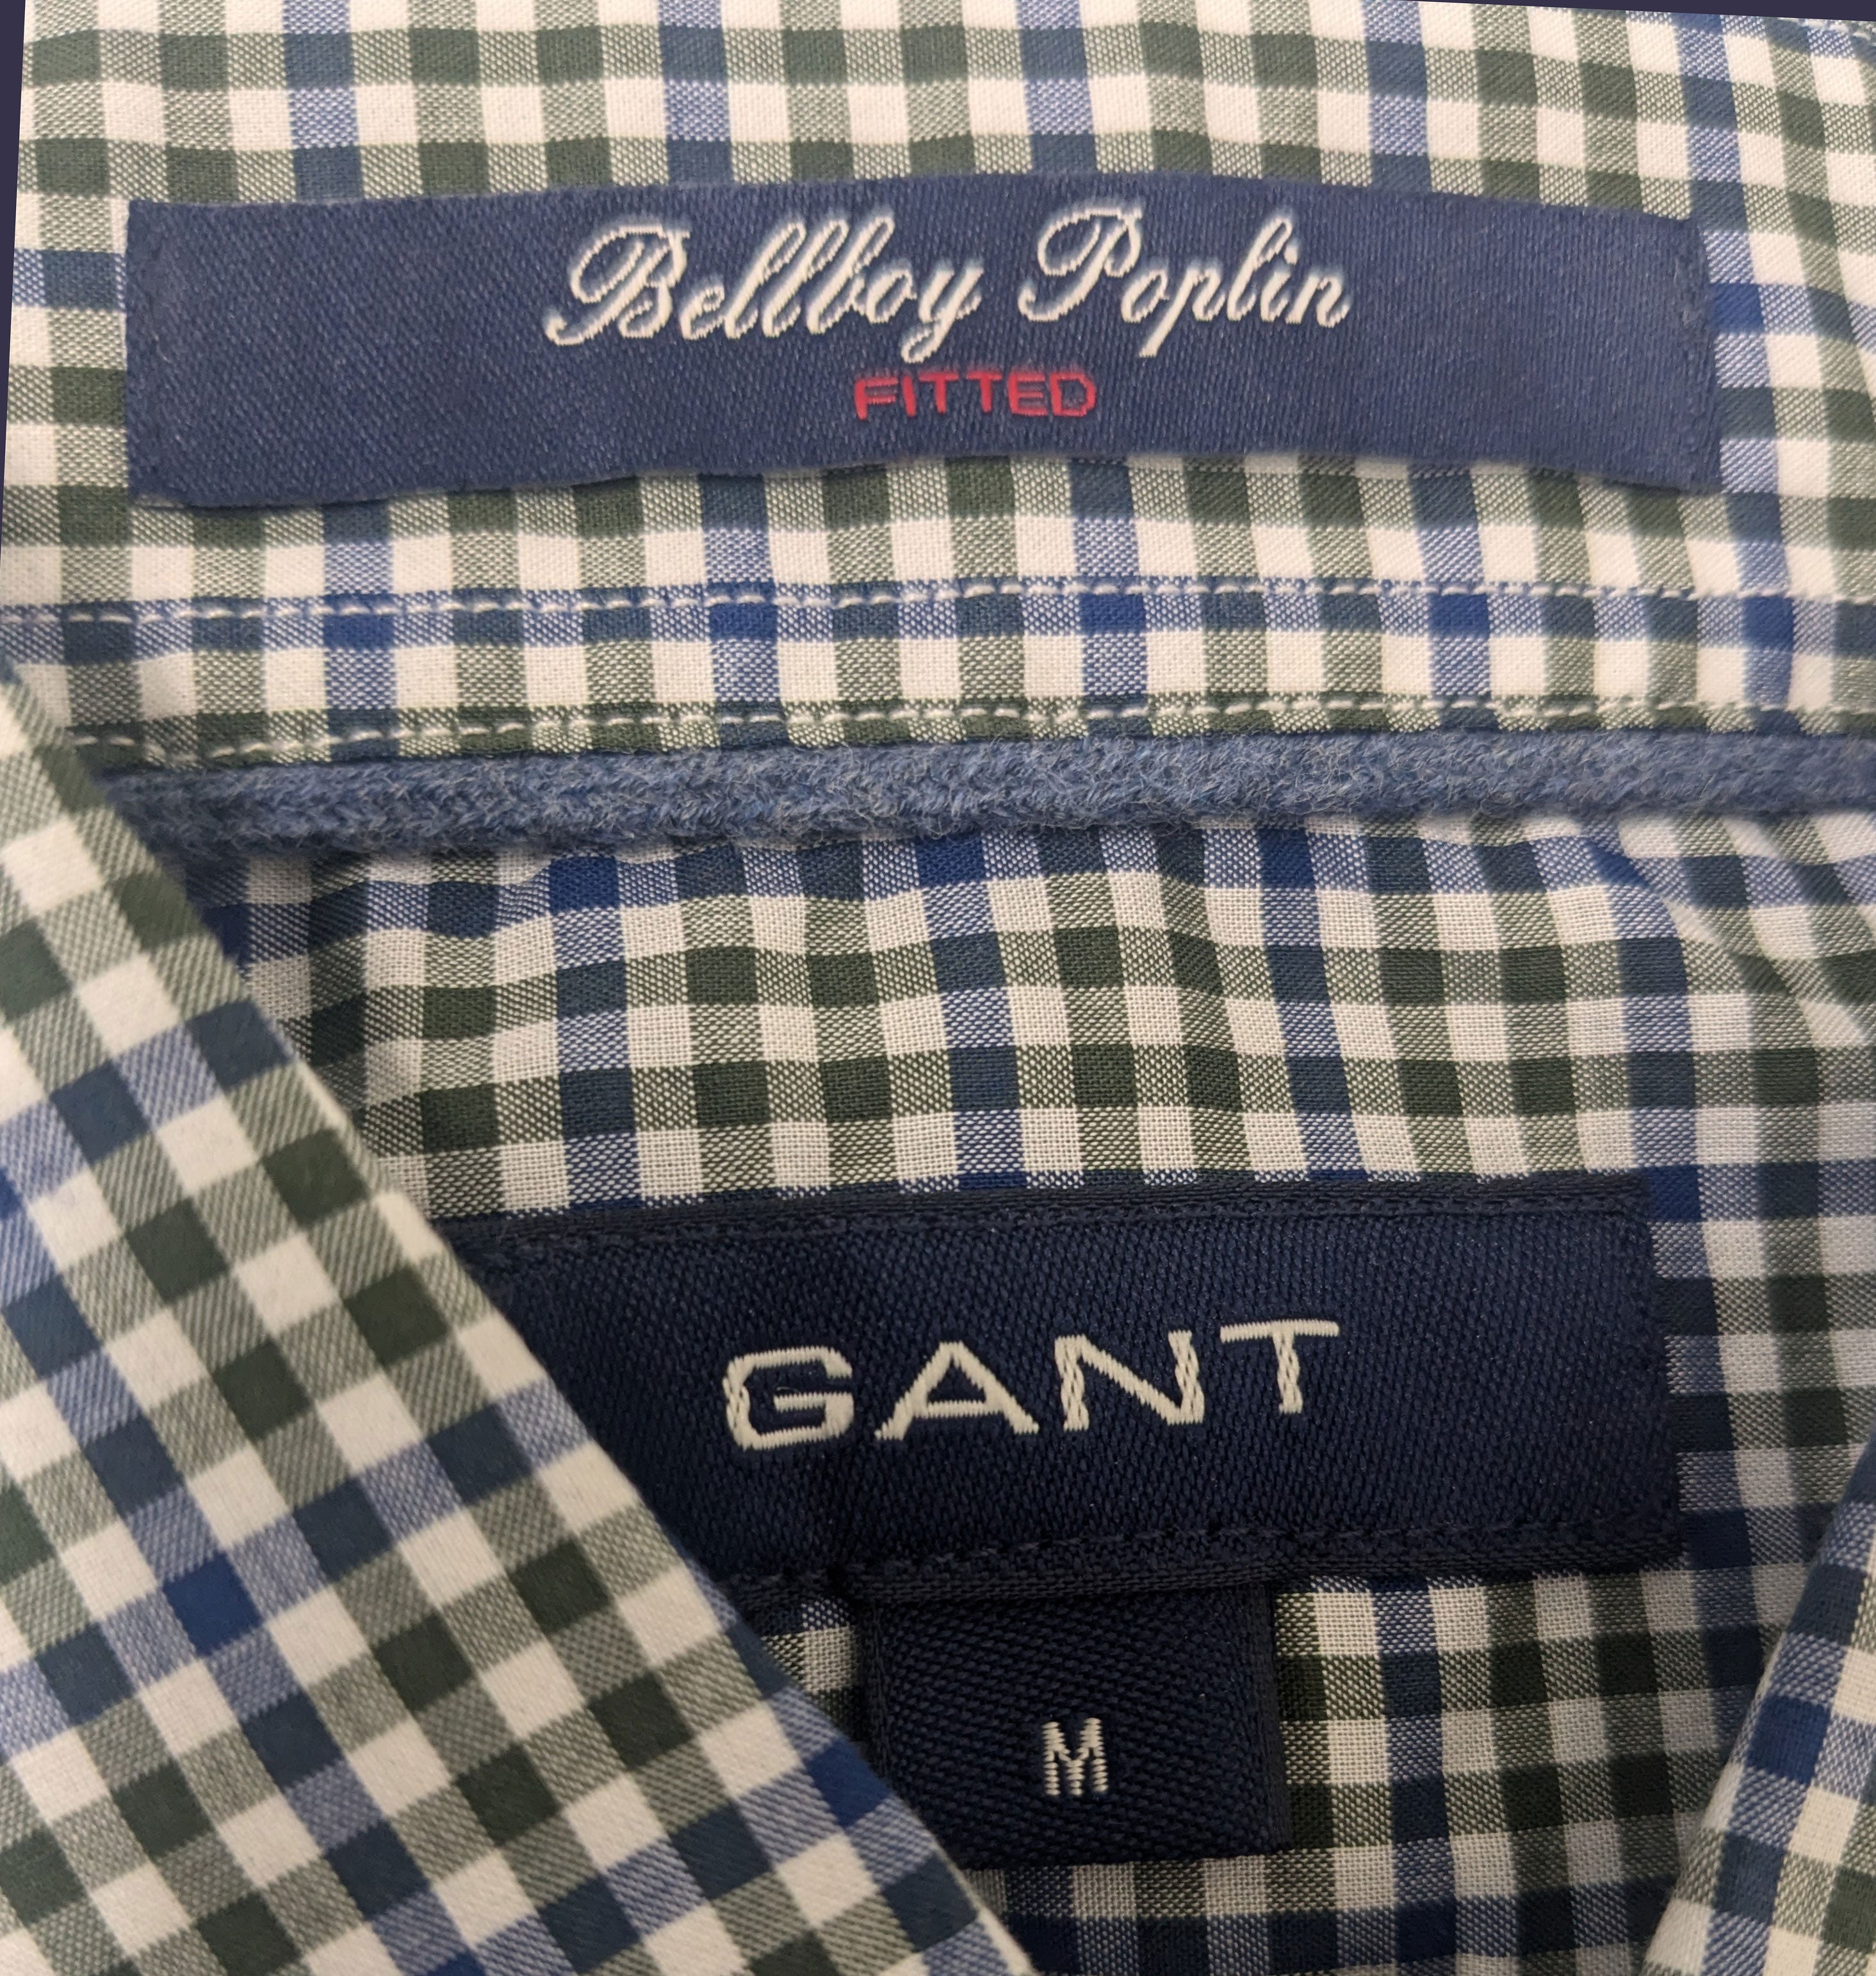 Bellboy Poplin
FITTED
GANT
M